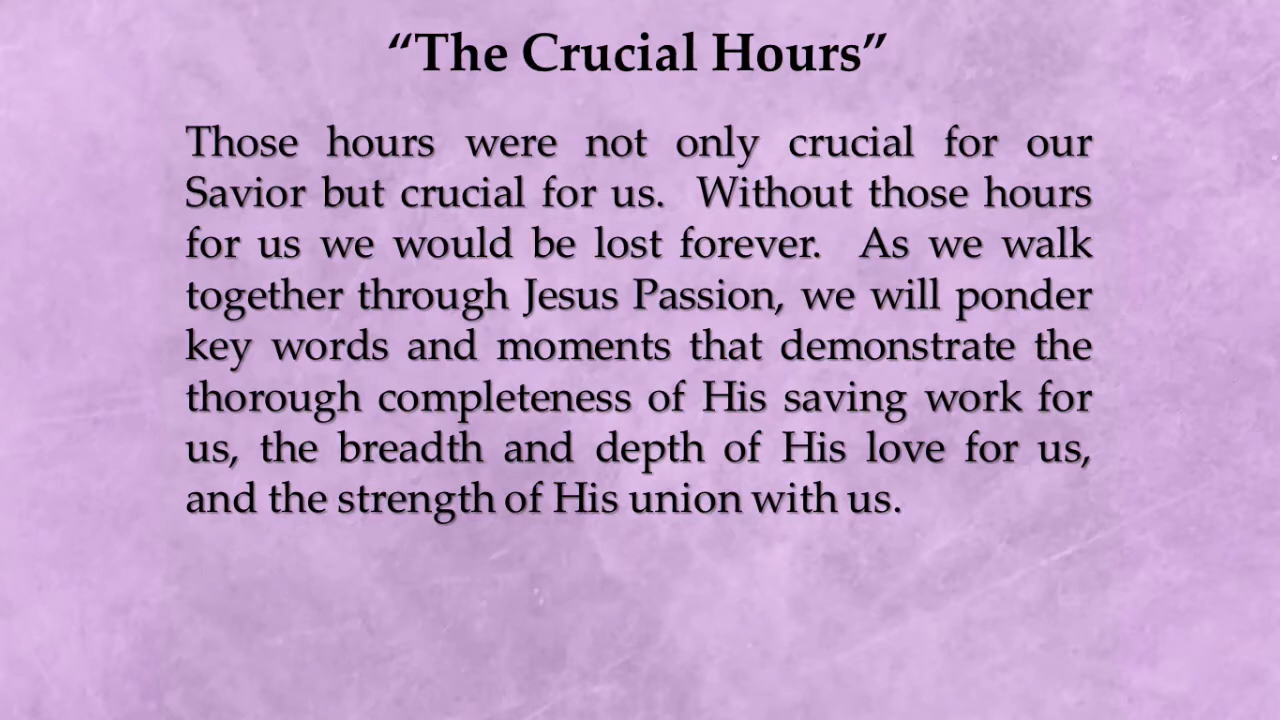 “The Crucial Hours”
Those hours were not only crucial for our
Savior but crucial for us.  Without those hours
for us we would be lost forever.  As we walk
together through Jesus Passion, we will ponder
key words and moments that demonstrate the
thorough completeness of His saving work for
us, the breadth and depth of His love for us,
and the strength of His union with us.